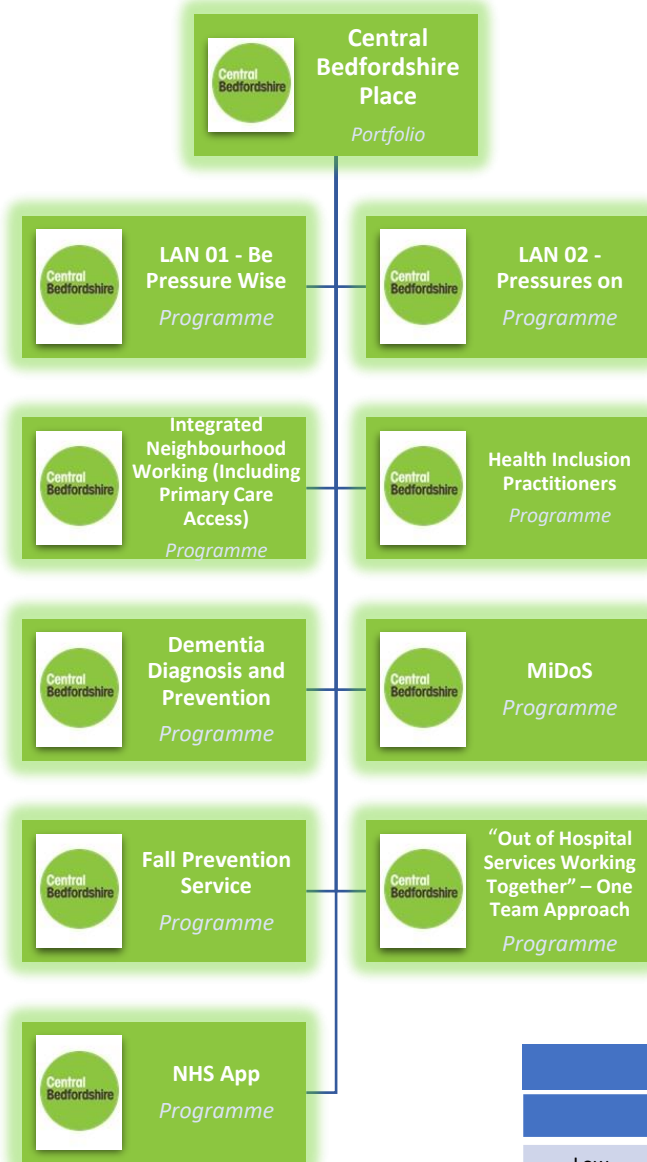 Central
Bedfordshire
Central
Bedfordshire
Place
Portfolio
Central
Bedfordshire
LAN 01 - Be
Pressure Wise
Programme
Central
Bedfordshire
LAN 02 -
Pressures on
Programme
Central
Bedfordshire
Integrated
Neighbourhood
Working (Including
Primary Care
Access)
Programme
Central
Bedfordshire
Health Inclusion
Practitioners
Programme
Central
Bedfordshire
Dementia
Diagnosis and
Prevention
Programme
Central
Bedfordshire
MiDoS
Programme
Central
Bedfordshire
Fall Prevention
Service
Programme
Central
Bedfordshire
“Out of Hospital
Services Working
Together” – One
Team Approach
Programme
Central
Bedfordshire
NHS App
Programme